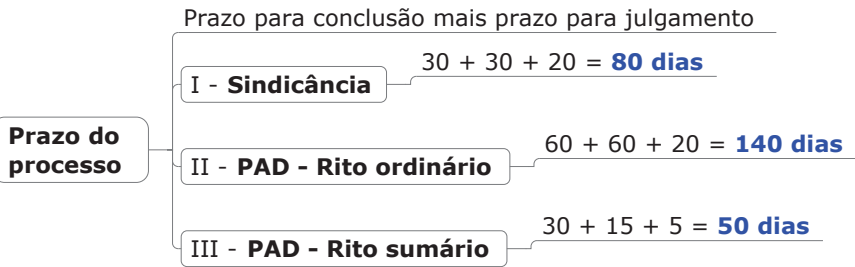 Prazo para conclusão mais prazo para julgamento
Prazo do
processo
I - Sindicância
30 + 30 + 20 = 80 dias
II - PAD - Rito ordinário
60 + 60 + 20 = 140 dias
III - PAD - Rito sumário
30 + 15 + 5 = 50 dias